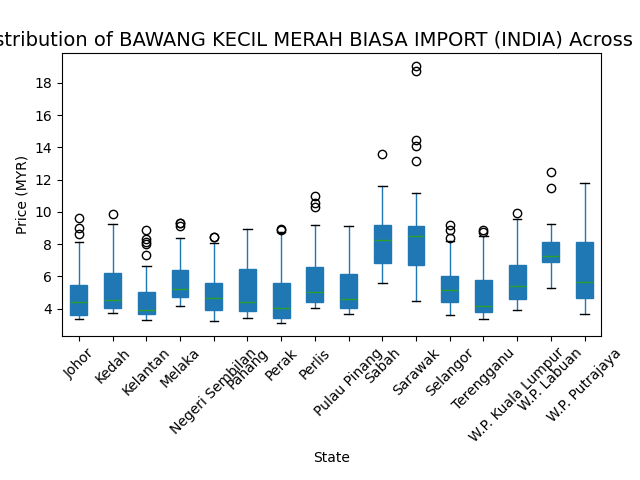 stribution of BAWANG KECIL MERAH BIASA IMPORT (INDIA) Across
Price (MYR)
18
16
14
12
10
8
6
4
Johor
Kedah
Kelantan
Melaka
Negeri Sembilan
Pahang
Perak
Perlis
Pulau Pinang
Sabah
Sarawak
Selangor
Terengganu
W.P. Kuala Lumpur
W.P. Labuan
W.P. Putrajaya
State